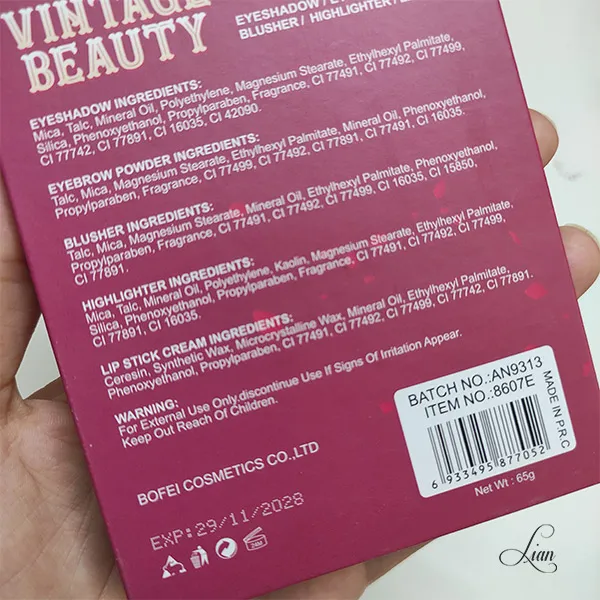 VINTAGE
BEAUTY
EYESHADOW
BLUSHER / HIGHLIGHTER /
EYESHADOW INGREDIENTS:
Mica, Talc, Mineral Oil, Polyethylene, Magnesium Stearate, Ethylhexyl Palmitate,
Silica, Phenoxyethanol, Propylparaben, Fragrance, CI 77491, CI 77492, CI 77499,
CI 77742, CI 77891, CI 16035, CI 42090.
EYEBROW POWDER INGREDIENTS:
Talc, Mica, Magnesium Stearate, Ethylhexyl Palmitate, Mineral Oil, Phenoxyethanol,
Propylparaben, Fragrance, CI 77499, CI 77492, CI 77891, CI 77491, CI 16035.
BLUSHER INGREDIENTS:
Talc, Mica, Magnesium Stearate, Mineral Oil, Ethylhexyl Palmitate, Phenoxyethanol,
Propylparaben, Fragrance, CI 77491, CI 77492, CI 77499, CI 16035, CI 15850,
CI 77891.
HIGHLIGHTER INGREDIENTS:
Mica, Talc, Mineral Oil, Polyethylene, Kaolin, Magnesium Stearate, Ethylhexyl Palmitate,
Silica, Phenoxyethanol, Propylparaben, Fragrance, CI 77491, CI 77492, CI 77499,
CI 77891, CI 16035.
LIP STICK CREAM INGREDIENTS:
Ceresin, Synthetic Wax, Microcrystalline Wax, Mineral Oil, Ethylhexyl Palmitate,
Phenoxyethanol, Propylparaben, CI 77491, CI 77492, CI 77499, CI 77742, CI 77891.
WARNING:
For External Use Only,discontinue Use If Signs Of Irritation Appear.
Keep Out Reach Of Children.
BATCH NO.:AN9313
ITEM NO.:8607E
6 933495 877052
MADE IN P.R.C
Net Wt : 65g
BOFEI COSMETICS CO.,LTD
EXP:29/11/2028
24M
Lian